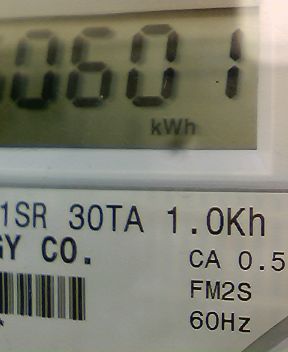 0601
kWh
1SR 30TA 1.0Kh
GY CO.
CA 0.5
FM2S
60Hz